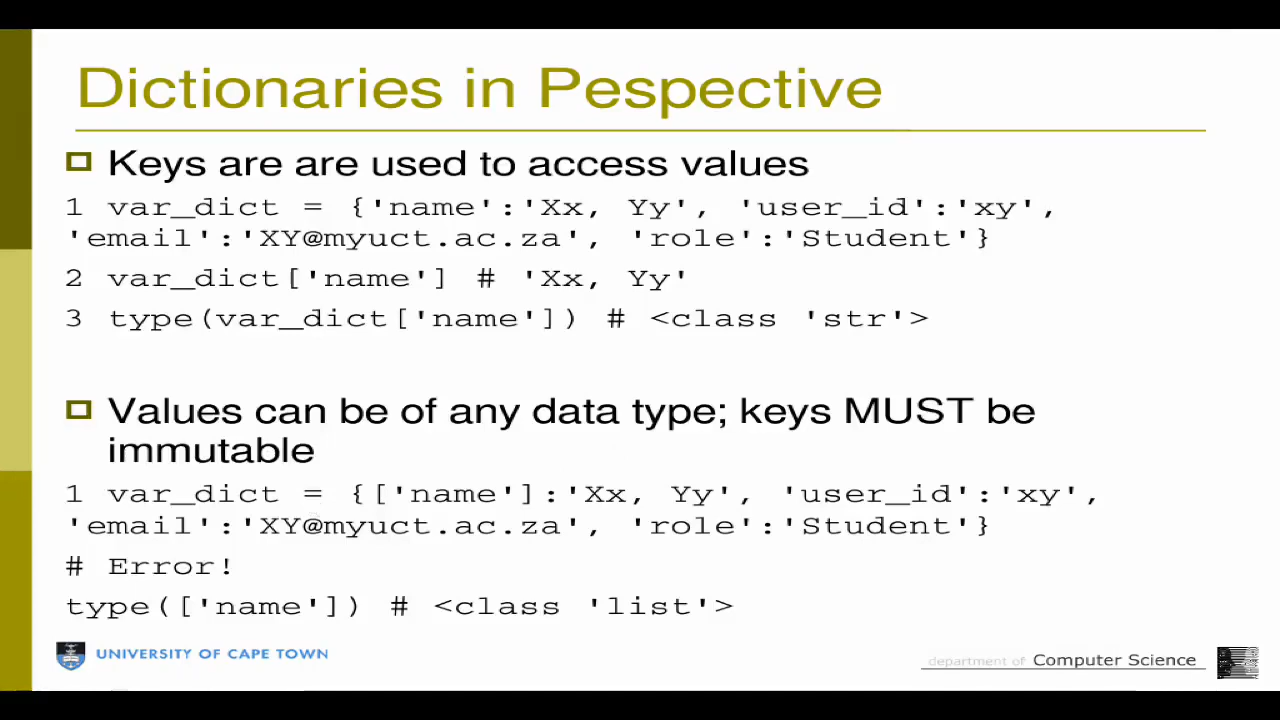 Dictionaries in Pespective
Keys are are used to access values
1 var_dict = {'name':'Xx, Yy', 'user_id':'xy',
'email':'XY@myuct.ac.za', 'role':'Student'}
2 var_dict['name'] # 'Xx, Yy'
3 type(var_dict['name']) # <class 'str'>
Values can be of any data type; keys MUST be
immutable
1 var_dict = {['name']:'Xx, Yy', 'user_id':'xy',
'email':'XY@myuct.ac.za', 'role':'Student'}
# Error!
type(['name']) # <class 'list'>
UNIVERSITY OF CAPE TOWN
department of Computer Science